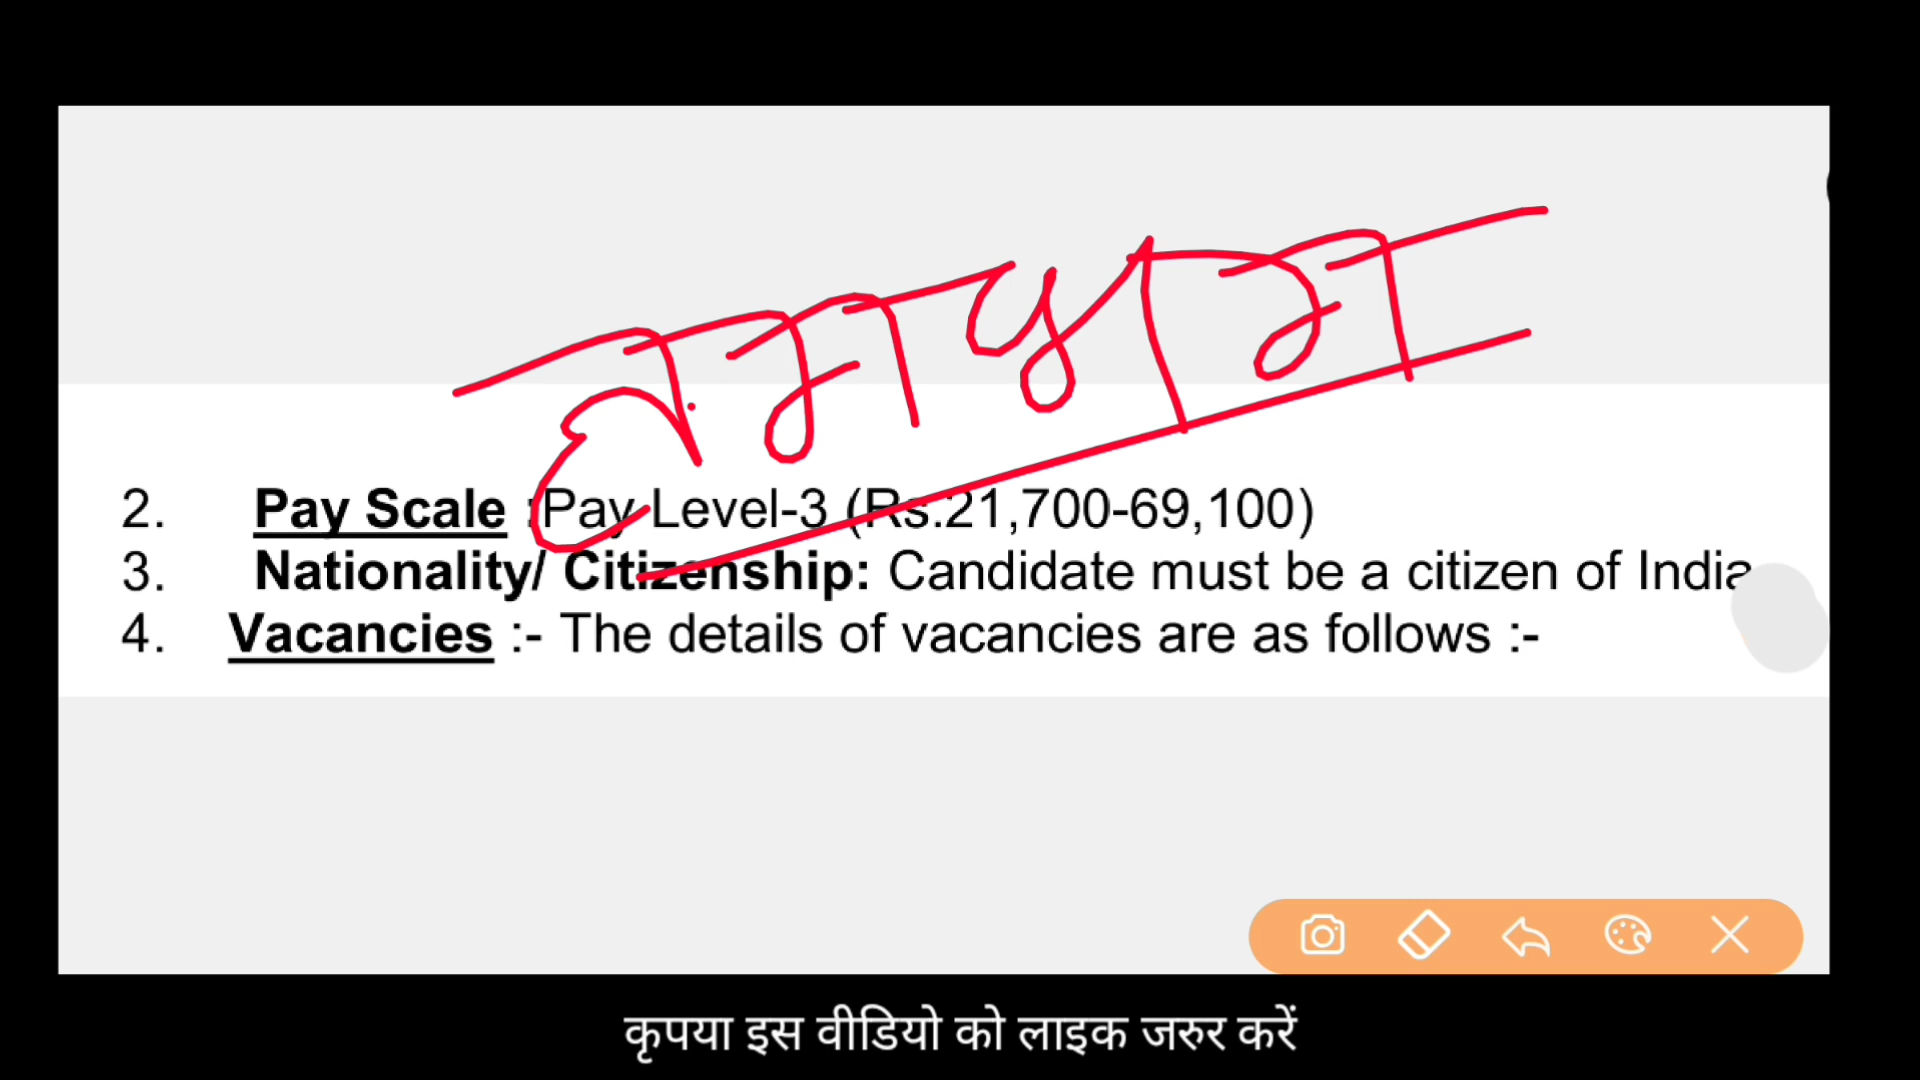 2. Pay Scale :Pay Level-3 (Rs.21,700-69,100)
3. Nationality/ Citizenship: Candidate must be a citizen of India
4. Vacancies :- The details of vacancies are as follows :-
कृपया इस वीडियो को लाइक जरुर करें